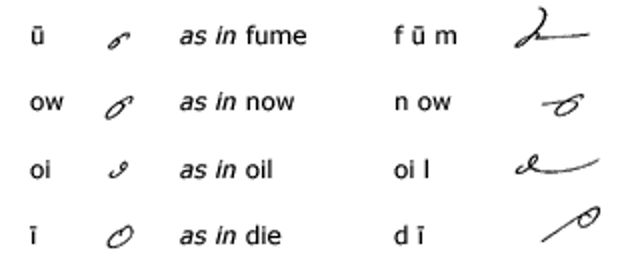 ū as in fume f ū m
ow as in now n ow
oi as in oil oi l
ī as in die d ī